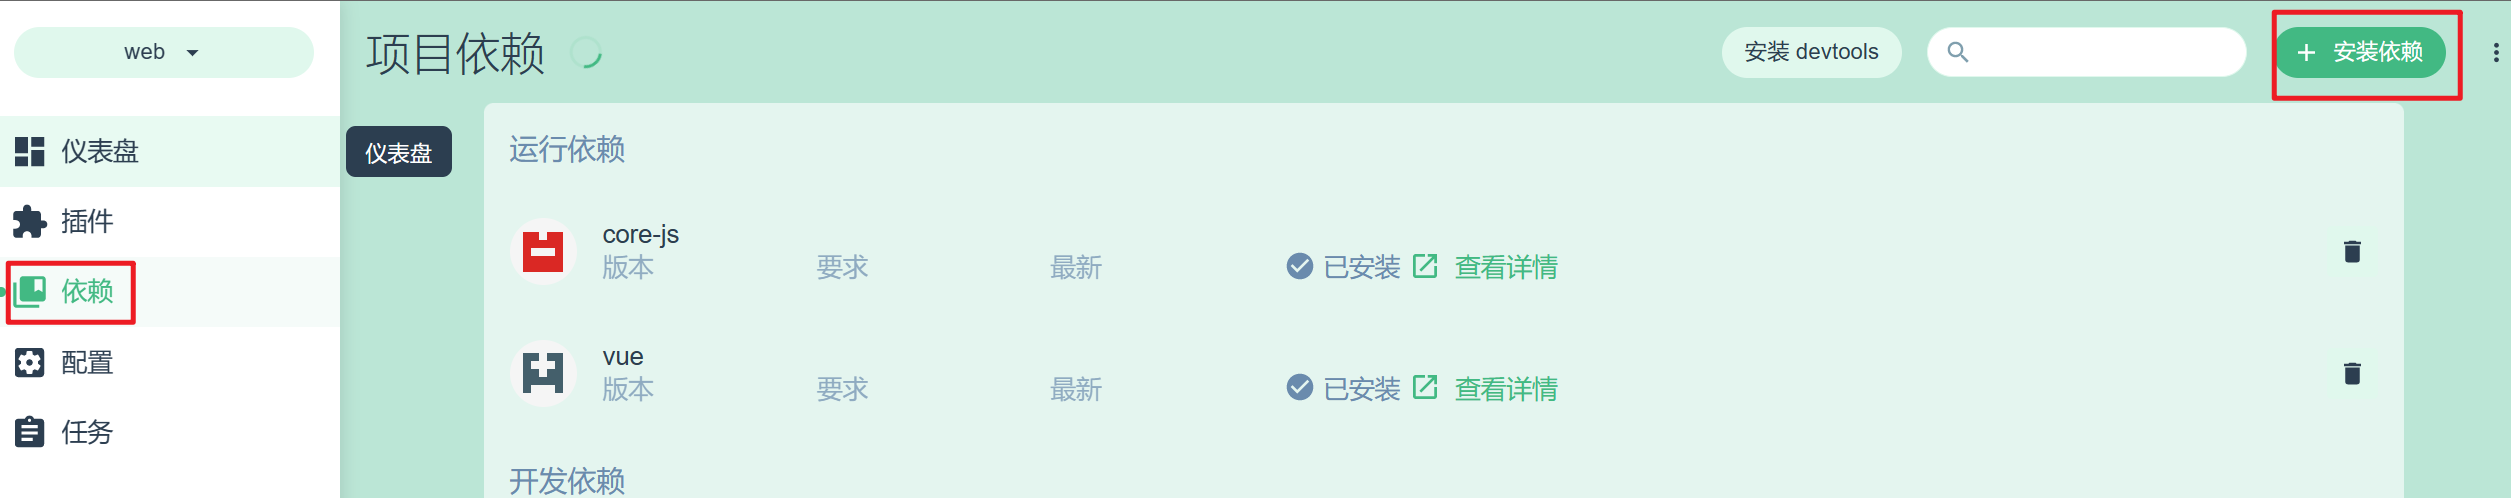 web
仪表盘
插件
依赖
配置
任务
项目依赖
安装 devtools
安装依赖
仪表盘
运行依赖
core-js
版本 要求 最新 已安装 查看详情
vue
版本 要求 最新 已安装 查看详情
开发依赖